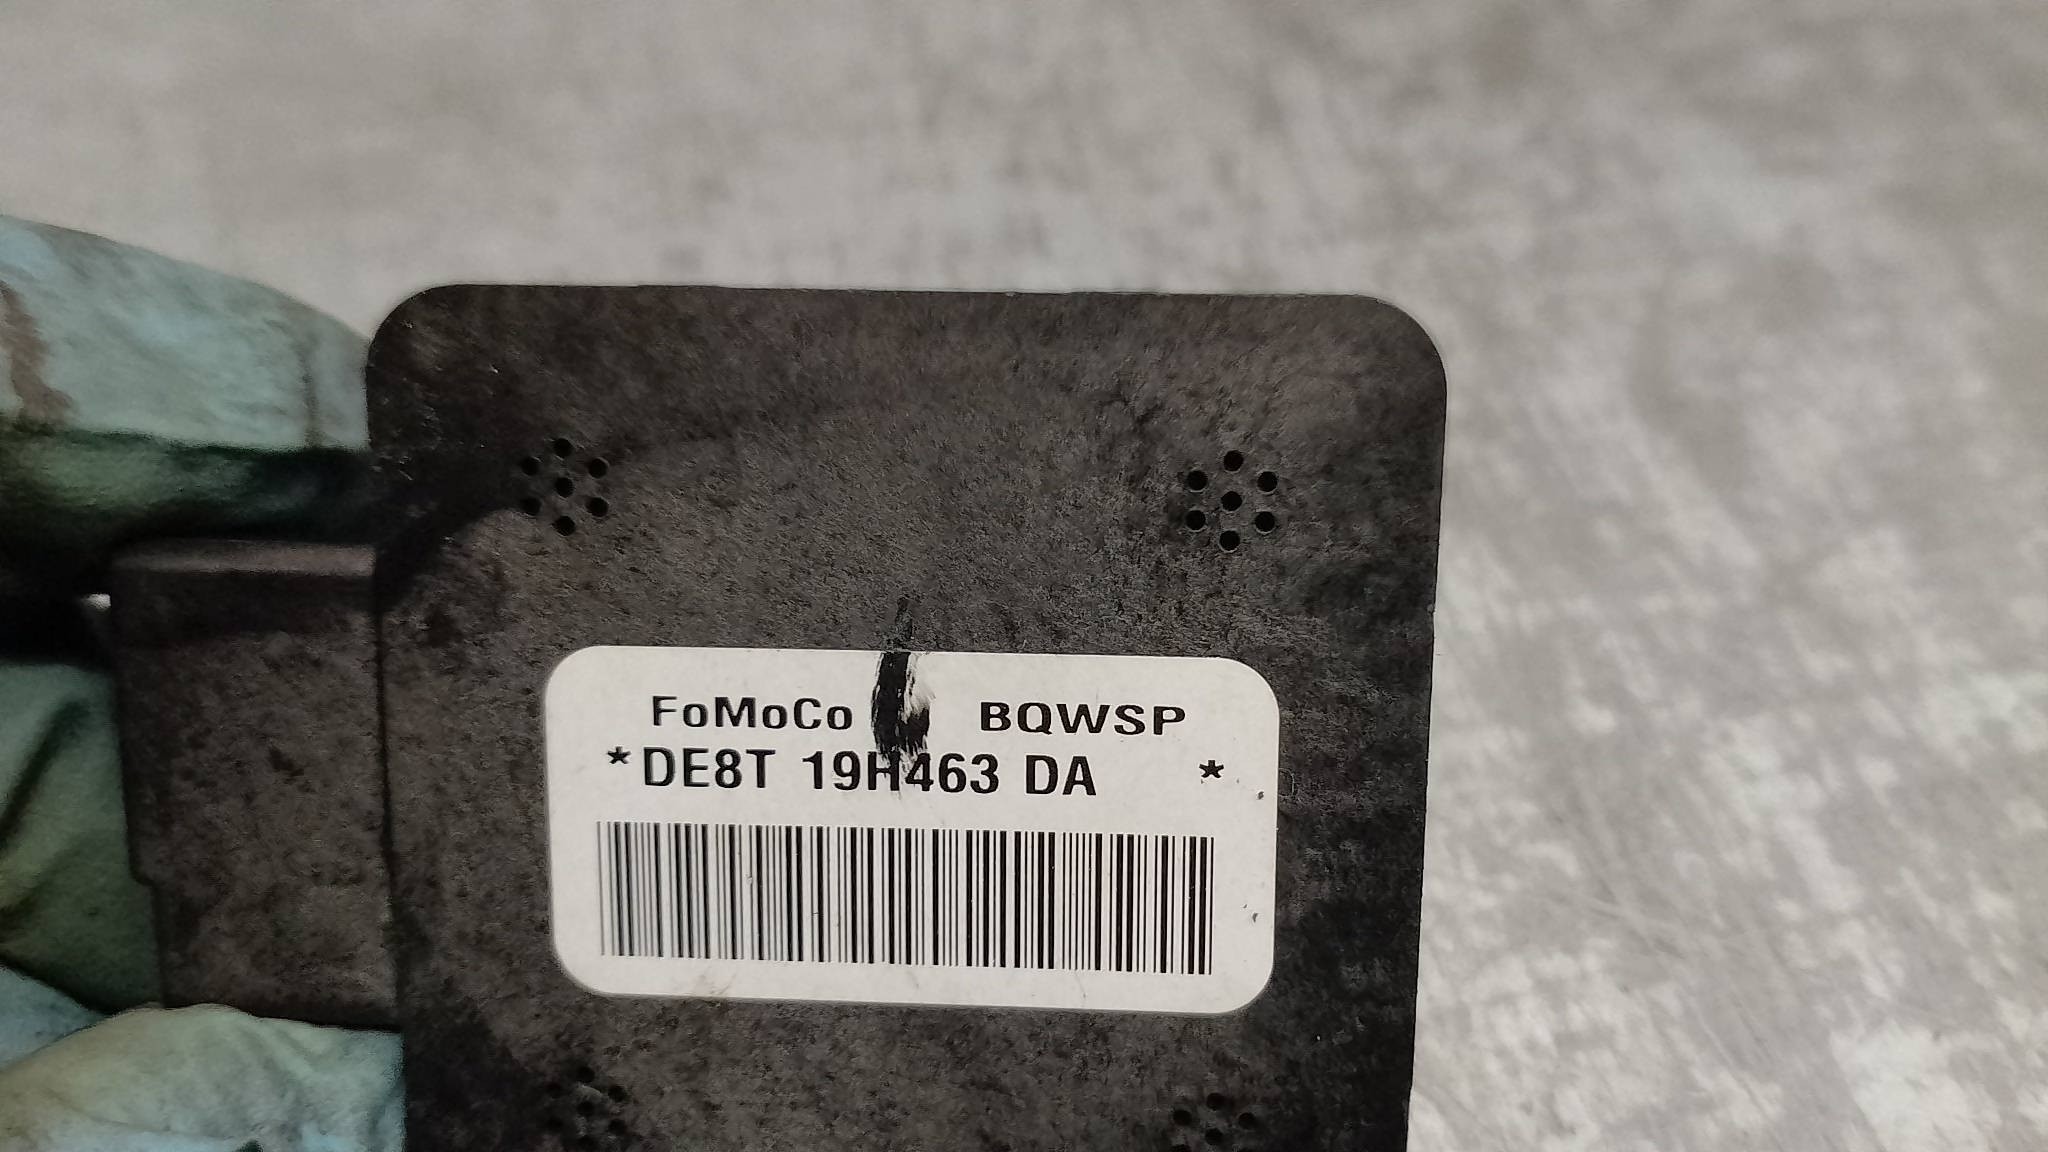 FoMoCo BQWSP
*DE8T 19H463 DA *